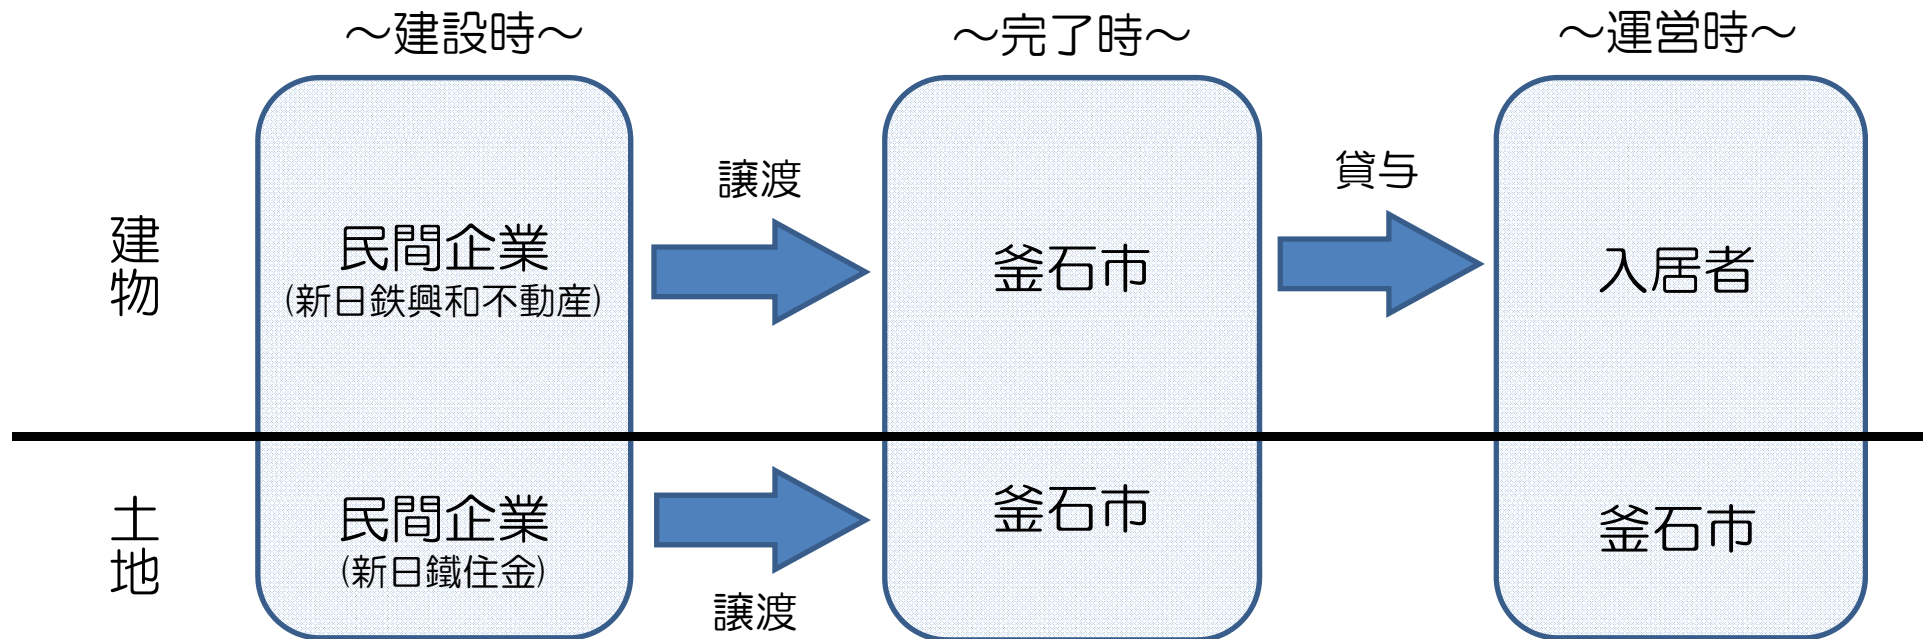 ～建設時～
～完了時～
～運営時～
建物
民間企業
(新日鉄興和不動産)
譲渡
釜石市
貸与
入居者
土地
民間企業
(新日鐵住金)
譲渡
釜石市
釜石市